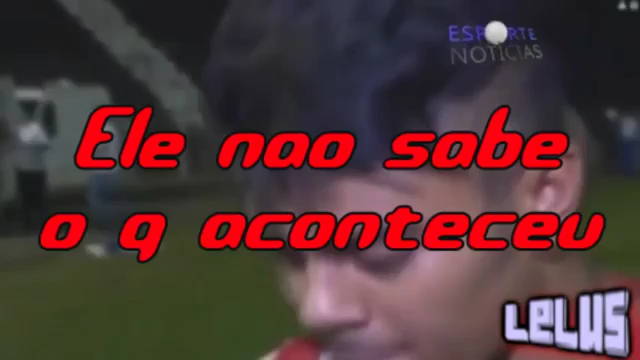 ESPORTE
NOTÍCIAS
Ele nao sabe
o q aconteceu
LELUS